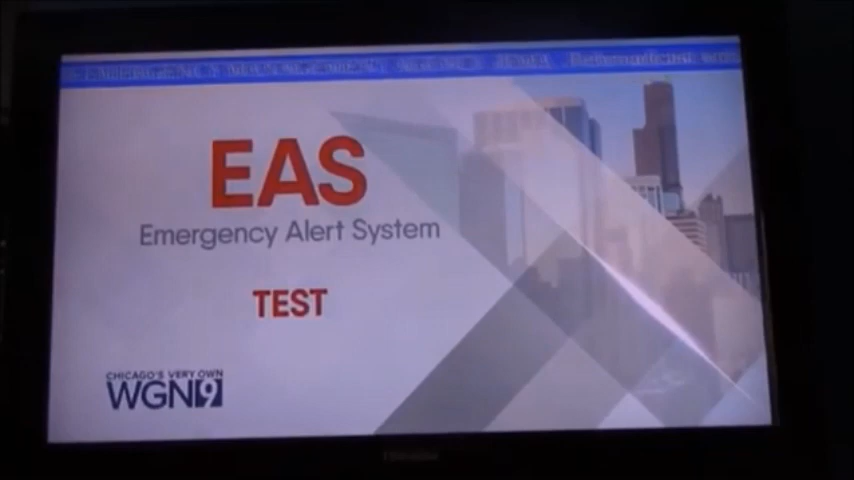 EAS
Emergency Alert System
TEST
CHICAGO'S VERY OWN
WGN9